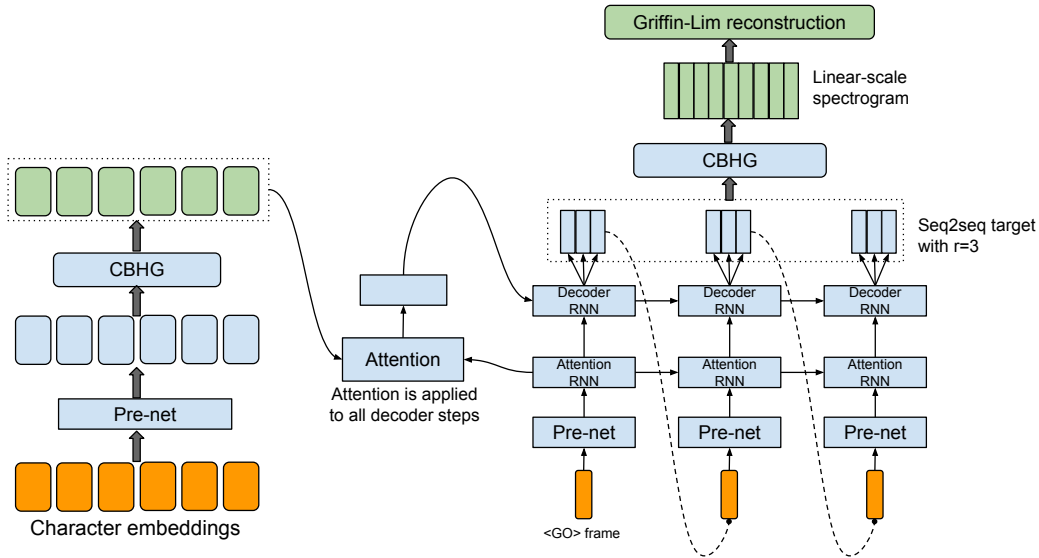 Griffin-Lim reconstruction
Linear-scale
spectrogram
CBHG
Seq2seq target
with r=3
CBHG
Decoder
RNN
Decoder
RNN
Decoder
RNN
Attention
Attention is applied
to all decoder steps
Attention
RNN
Attention
RNN
Attention
RNN
Pre-net
Pre-net
Pre-net
Pre-net
<GO> frame
Character embeddings